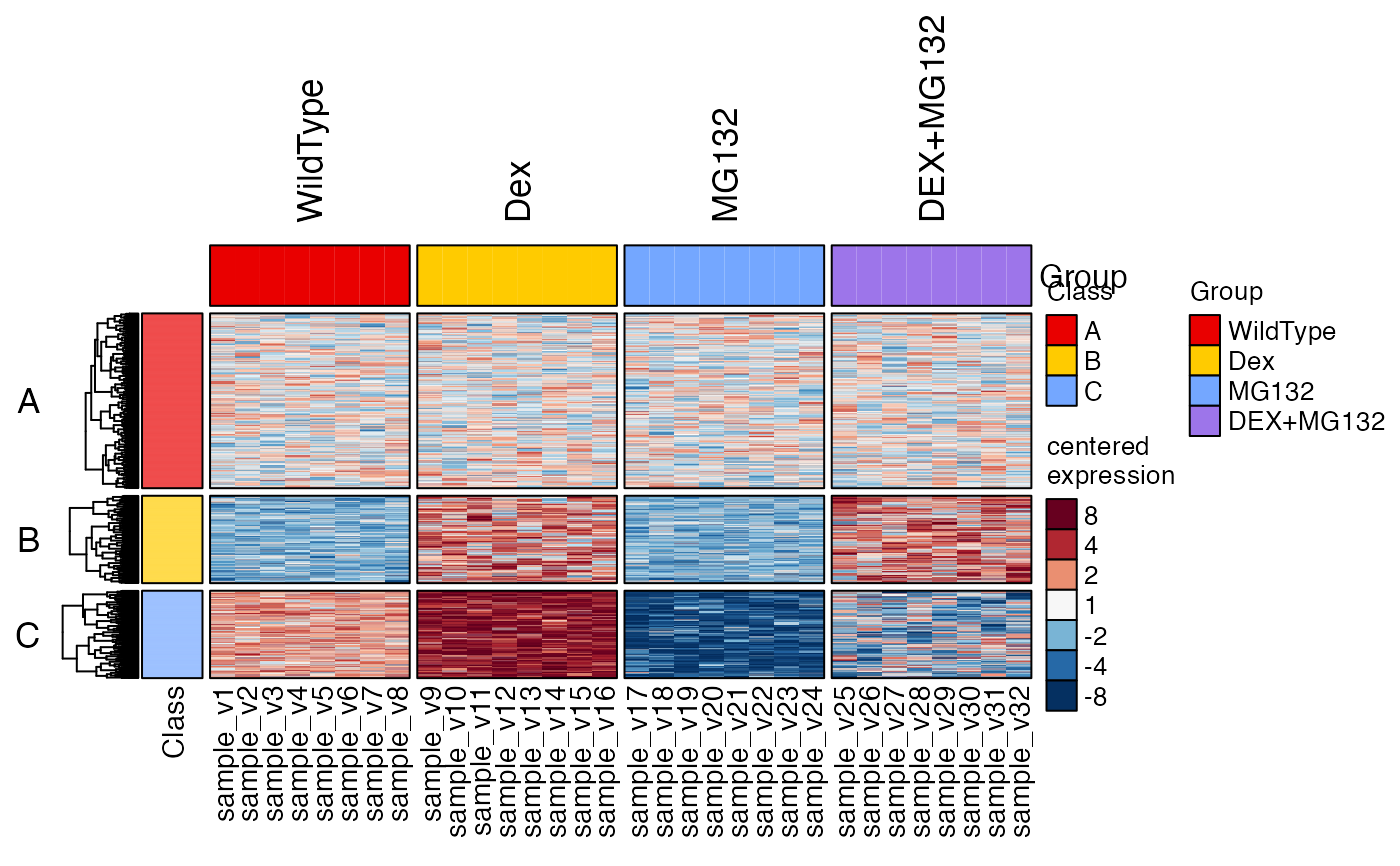 WildType
Dex
MG132
DEX+MG132
Group
Class
A
B
C
Group
WildType
Dex
MG132
DEX+MG132
centered
expression
8
4
2
1
-2
-4
-8
A
B
C
Class
sample_v1
sample_v2
sample_v3
sample_v4
sample_v5
sample_v6
sample_v7
sample_v8
sample_v9
sample_v10
sample_v11
sample_v12
sample_v13
sample_v14
sample_v15
sample_v16
sample_v17
sample_v18
sample_v19
sample_v20
sample_v21
sample_v22
sample_v23
sample_v24
sample_v25
sample_v26
sample_v27
sample_v28
sample_v29
sample_v30
sample_v31
sample_v32